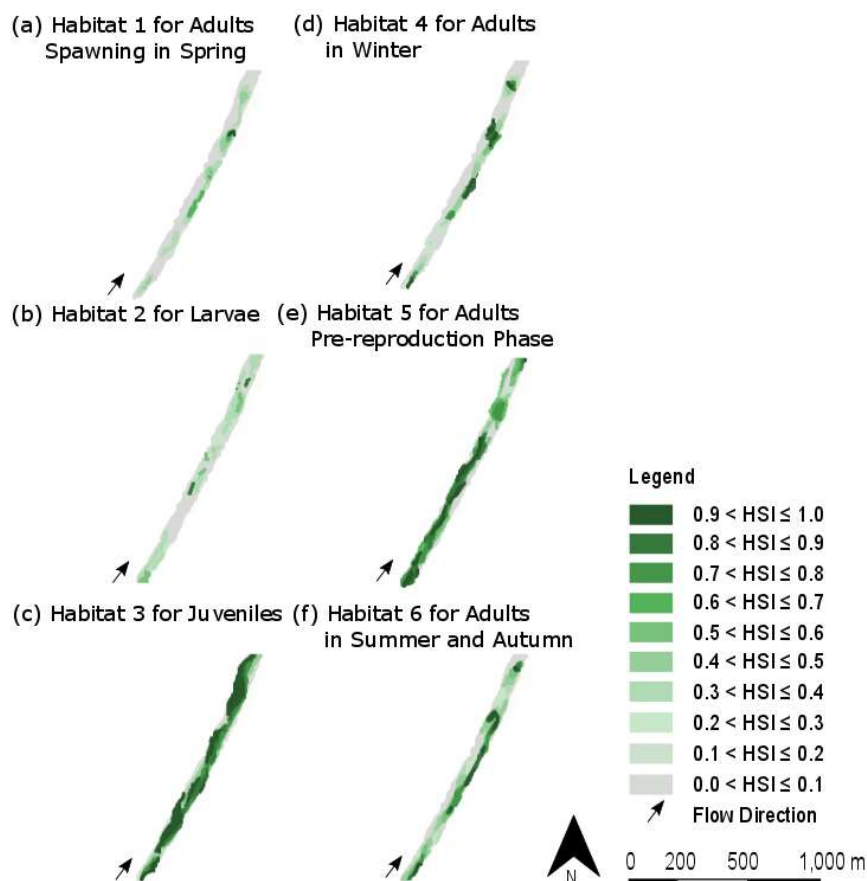 (a) Habitat 1 for Adults
Spawning in Spring
(d) Habitat 4 for Adults
in Winter
(b) Habitat 2 for Larvae
(e) Habitat 5 for Adults
Pre-reproduction Phase
(c) Habitat 3 for Juveniles
(f) Habitat 6 for Adults
in Summer and Autumn
Legend
0.9 < HSI ≤ 1.0
0.8 < HSI ≤ 0.9
0.7 < HSI ≤ 0.8
0.6 < HSI ≤ 0.7
0.5 < HSI ≤ 0.6
0.4 < HSI ≤ 0.5
0.3 < HSI ≤ 0.4
0.2 < HSI ≤ 0.3
0.1 < HSI ≤ 0.2
0.0 < HSI ≤ 0.1
Flow Direction
N
0 200 500 1,000 m